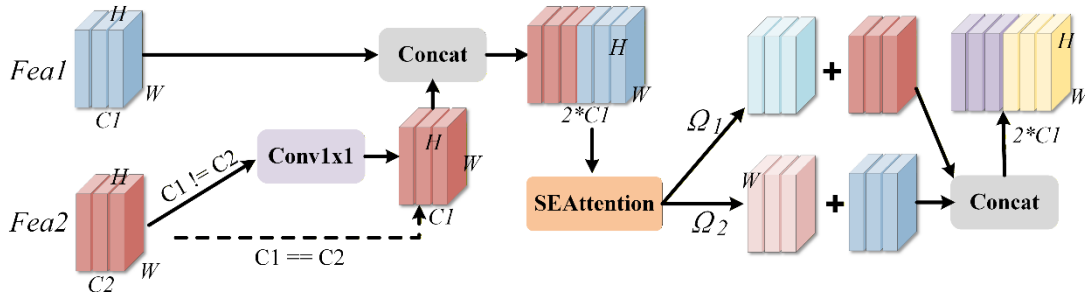 Fea1
H
W
C1
Concat
H
W
2*C1
Fea2
H
W
C2
C1 != C2
Conv1x1
H
W
C1
C1 == C2
SEAttention
Ω1
Ω2
+
W
+
Concat
H
W
2*C1